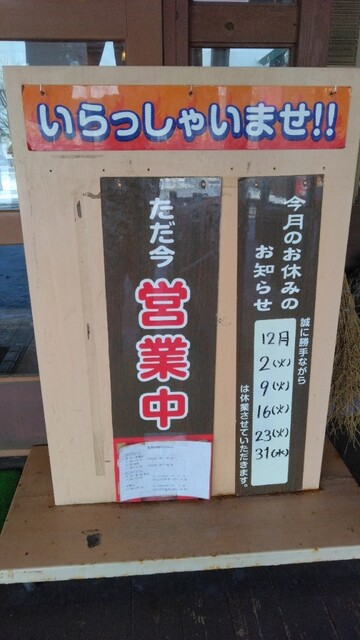 いらっしゃいませ!!
今月のお休みの
お知らせ
誠に勝手ながら
12月
2(火)
9(火)
16(火)
23(火)
31(水)
は休業させていただきます。
ただ今
営業中